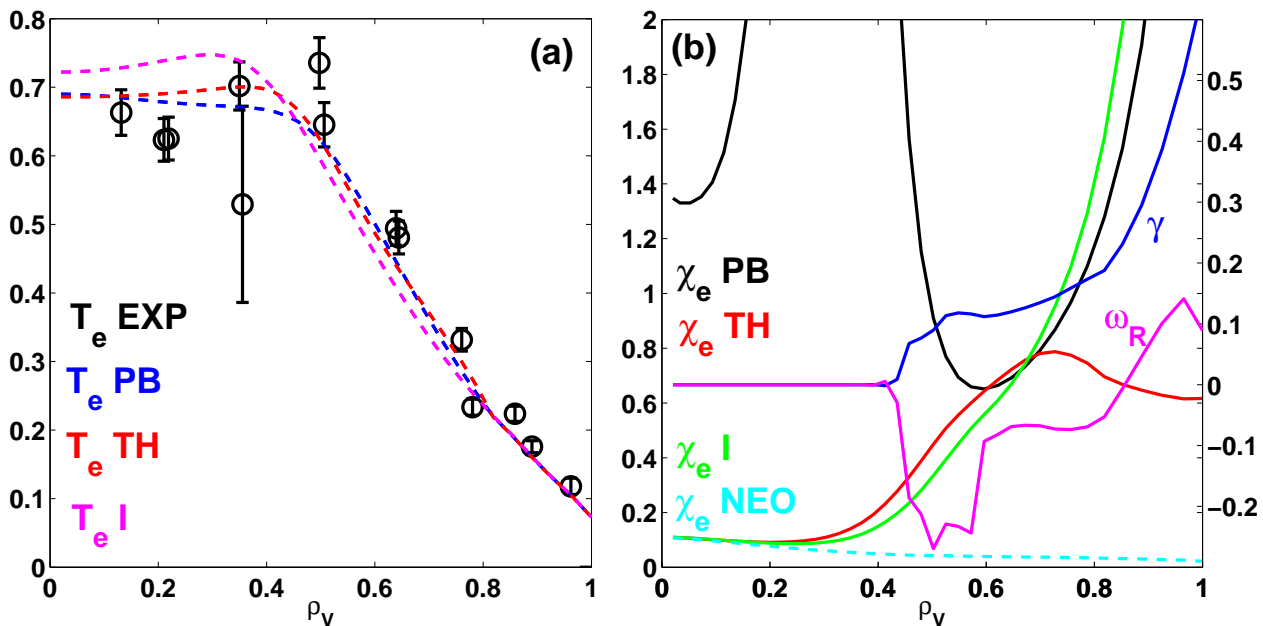 (a)
0.8
0.7
0.6
0.5
0.4
0.3
0.2
0.1
0
T_e EXP
T_e PB
T_e TH
T_e I
0 0.2 0.4 0.6 0.8 1
ρ_V
(b)
2
1.8
1.6
1.4
1.2
1
0.8
0.6
0.4
0.2
0
χ_e PB
χ_e TH
χ_e I
χ_e NEO
γ
ω_R
0.5
0.4
0.3
0.2
0.1
0
−0.1
−0.2
0 0.2 0.4 0.6 0.8 1
ρ_V